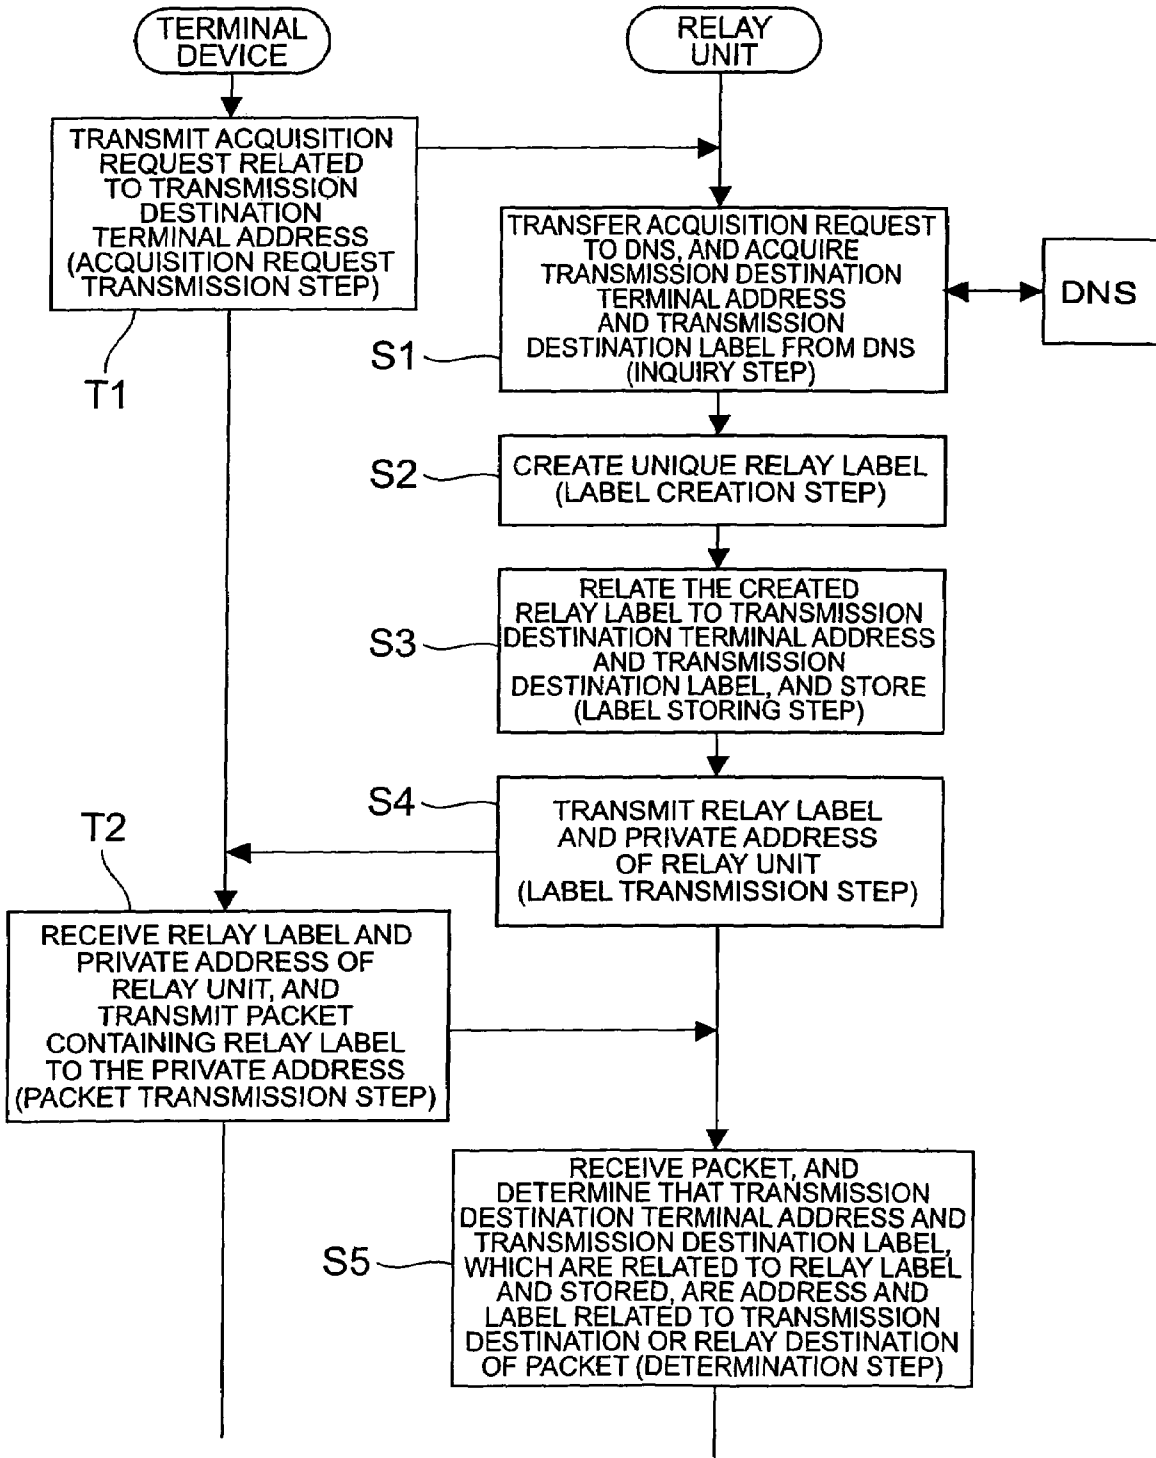 TERMINAL
DEVICE
RELAY
UNIT
TRANSMIT ACQUISITION
REQUEST RELATED
TO TRANSMISSION
DESTINATION
TERMINAL ADDRESS
(ACQUISITION REQUEST
TRANSMISSION STEP)
T1
TRANSFER ACQUISITION REQUEST
TO DNS, AND ACQUIRE
TRANSMISSION DESTINATION
TERMINAL ADDRESS
AND TRANSMISSION
DESTINATION LABEL FROM DNS
(INQUIRY STEP)
S1
DNS
S2
CREATE UNIQUE RELAY LABEL
(LABEL CREATION STEP)
S3
RELATE THE CREATED
RELAY LABEL TO TRANSMISSION
DESTINATION TERMINAL ADDRESS
AND TRANSMISSION
DESTINATION LABEL, AND STORE
(LABEL STORING STEP)
S4
TRANSMIT RELAY LABEL
AND PRIVATE ADDRESS
OF RELAY UNIT
(LABEL TRANSMISSION STEP)
T2
RECEIVE RELAY LABEL AND
PRIVATE ADDRESS OF
RELAY UNIT, AND
TRANSMIT PACKET
CONTAINING RELAY LABEL
TO THE PRIVATE ADDRESS
(PACKET TRANSMISSION STEP)
S5
RECEIVE PACKET, AND
DETERMINE THAT TRANSMISSION
DESTINATION TERMINAL ADDRESS AND
TRANSMISSION DESTINATION LABEL,
WHICH ARE RELATED TO RELAY LABEL
AND STORED, ARE ADDRESS AND
LABEL RELATED TO TRANSMISSION
DESTINATION OR RELAY DESTINATION
OF PACKET (DETERMINATION STEP)